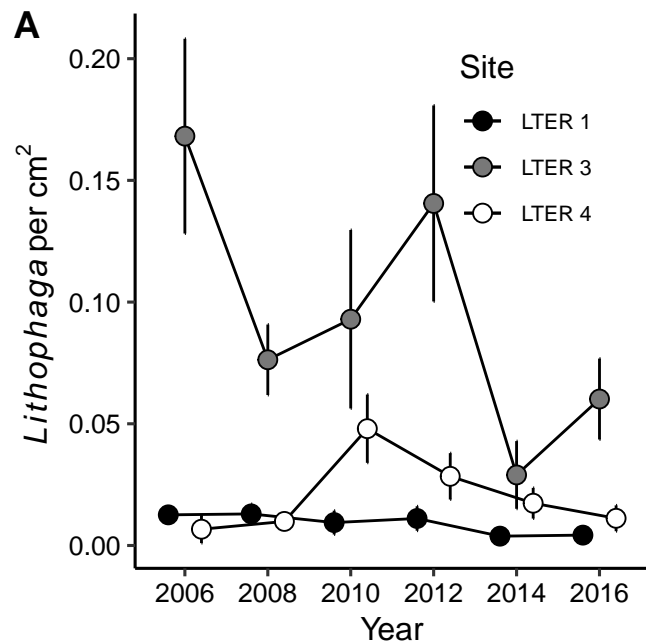 A
0.20
0.15
0.10
0.05
0.00
Lithophaga per cm²
Site
LTER 1
LTER 3
LTER 4
2006 2008 2010 2012 2014 2016
Year